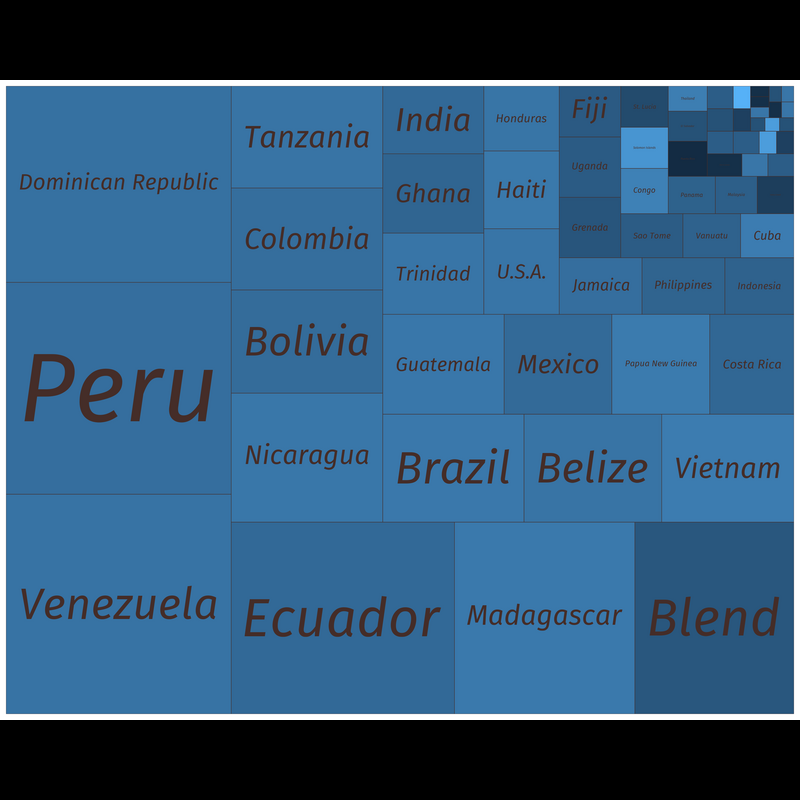 Dominican Republic
Peru
Venezuela
Tanzania
Colombia
Bolivia
Nicaragua
Ecuador
Madagascar
Blend
India
Ghana
Trinidad
Honduras
Haiti
U.S.A.
Guatemala
Mexico
Papua New Guinea
Costa Rica
Brazil
Belize
Vietnam
Fiji
Uganda
Grenada
Jamaica
Philippines
Indonesia
Congo
Sao Tome
Vanuatu
Cuba